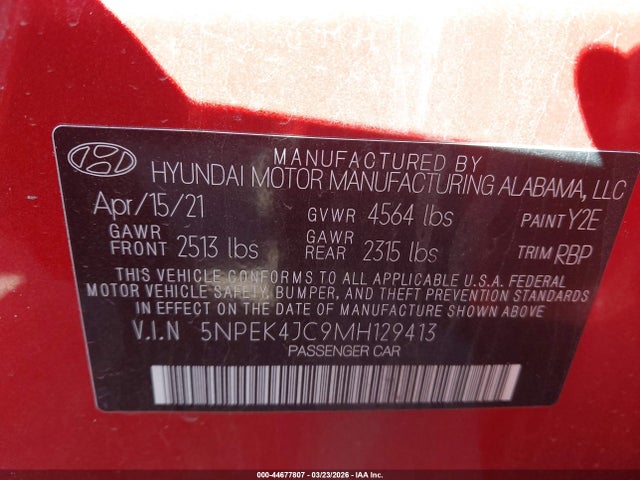 MANUFACTURED BY
HYUNDAI MOTOR MANUFACTURING ALABAMA, LLC
Apr/15/21 GVWR 4564 lbs PAINT Y2E
GAWR FRONT 2513 lbs GAWR REAR 2315 lbs TRIM RBP
THIS VEHICLE CONFORMS TO ALL APPLICABLE U.S.A. FEDERAL
MOTOR VEHICLE SAFETY, BUMPER, AND THEFT PREVENTION STANDARDS
IN EFFECT ON THE DATE OF MANUFACTURE SHOWN ABOVE
V.I.N 5NPEK4JC9MH129413
PASSENGER CAR
000-44677807 - 03/23/2026 - IAA Inc.